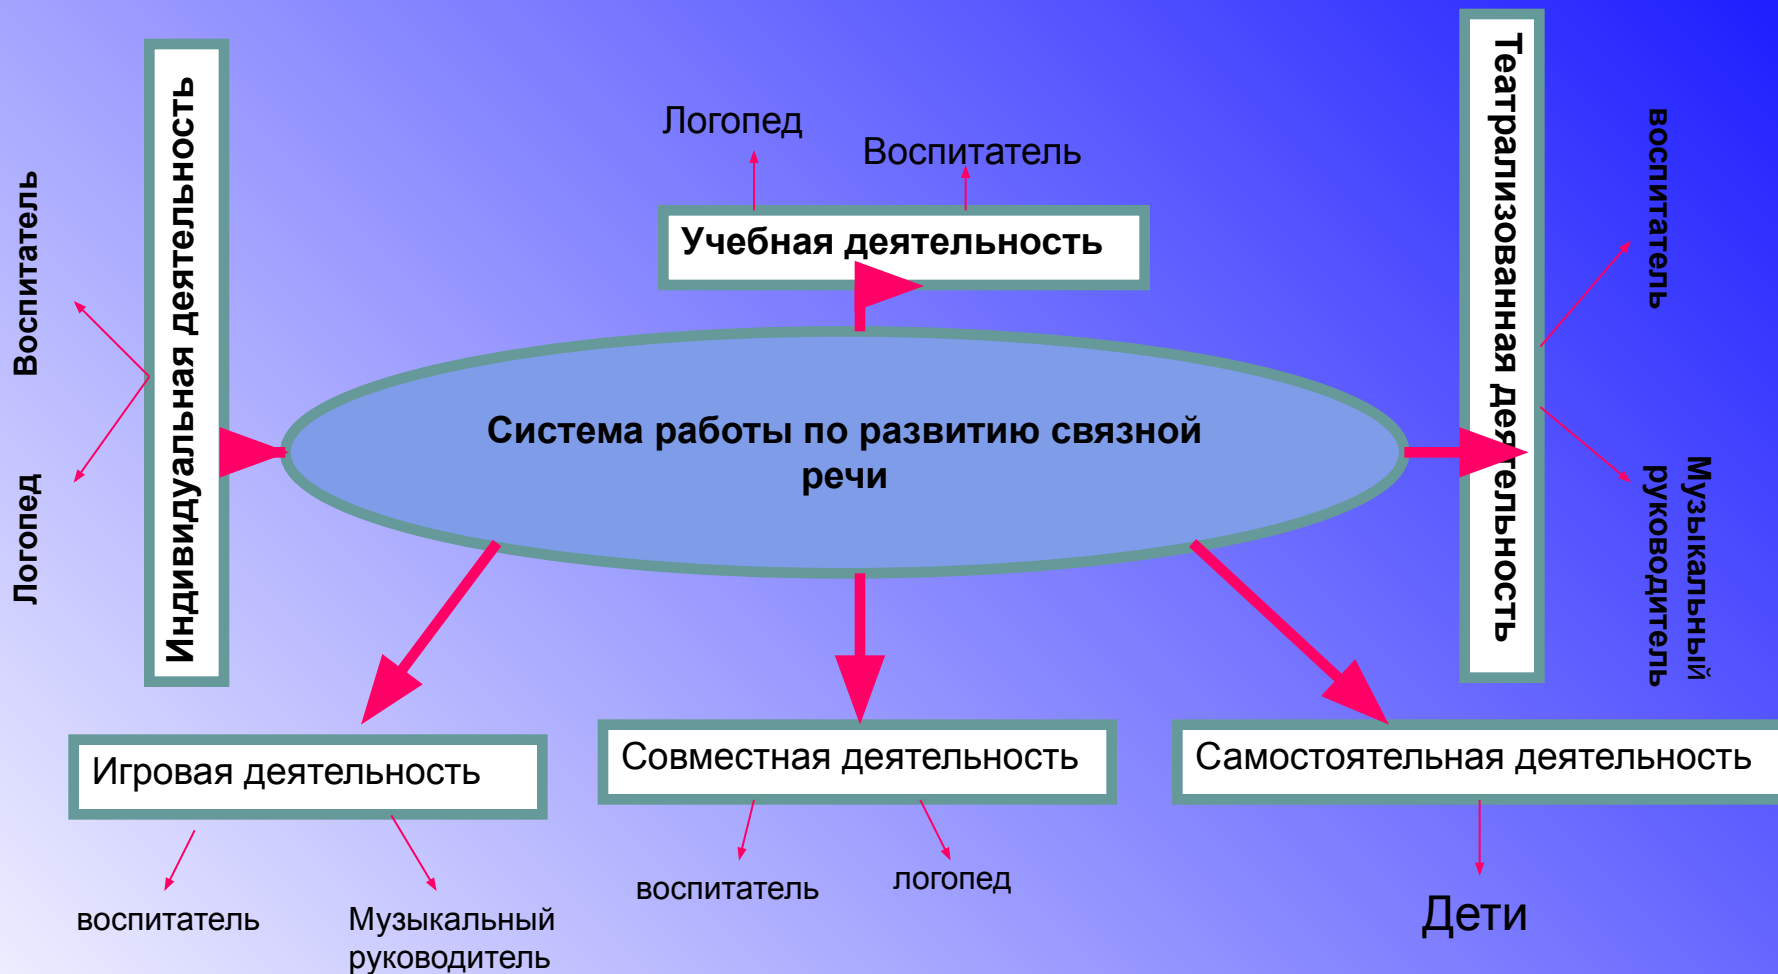 Логопед
Воспитатель
Учебная деятельность
Индивидуальная деятельность
Воспитатель
Логопед
Система работы по развитию связной
речи
Театрализованная деятельность
воспитатель
Музыкальный
руководитель
Игровая деятельность
воспитатель
Музыкальный
руководитель
Совместная деятельность
воспитатель
логопед
Самостоятельная деятельность
Дети